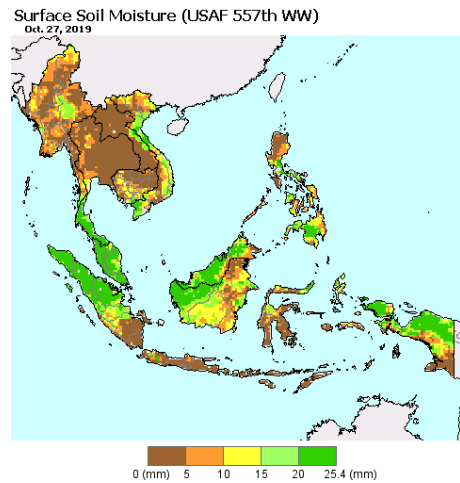 Surface Soil Moisture (USAF 557th WW)
Oct. 27, 2019
0 (mm) 5 10 15 20 25.4 (mm)